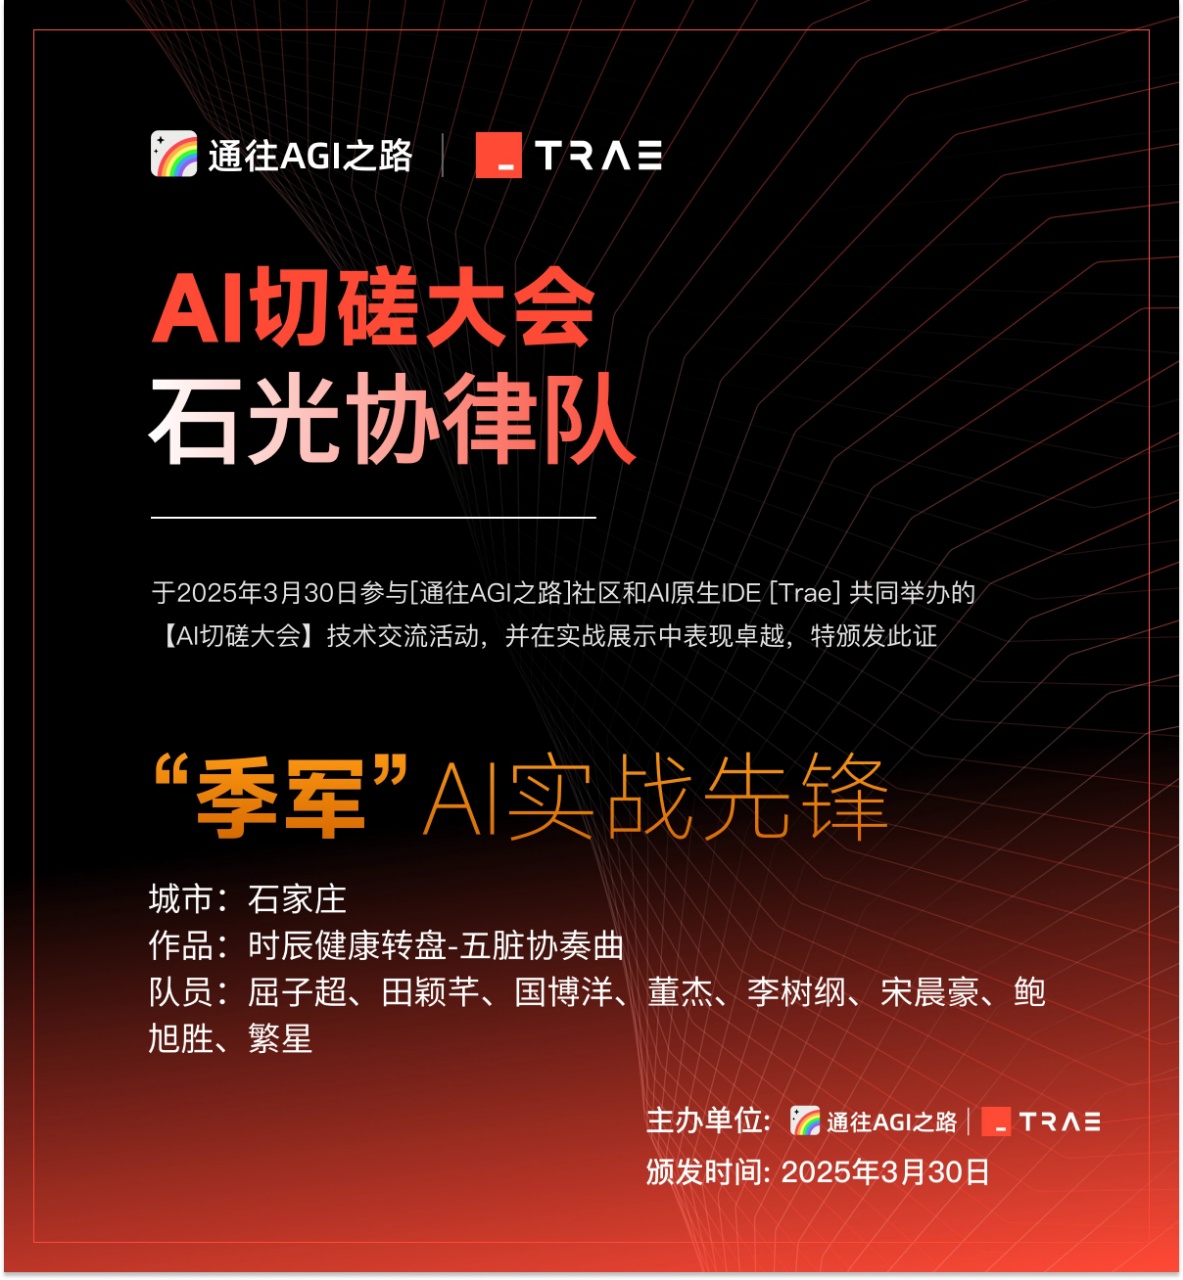 通往AGI之路 | TRAE
AI切磋大会
石光协律队
于2025年3月30日参与[通往AGI之路]社区和AI原生IDE [Trae] 共同举办的
【AI切磋大会】技术交流活动，并在实战展示中表现卓越，特颁发此证
“季军”AI实战先锋
城市：石家庄
作品：时辰健康转盘-五脏协奏曲
队员：屈子超、田颖芊、国博洋、董杰、李树纲、宋晨豪、鲍
旭胜、繁星
主办单位: 通往AGI之路 | TRAE
颁发时间: 2025年3月30日